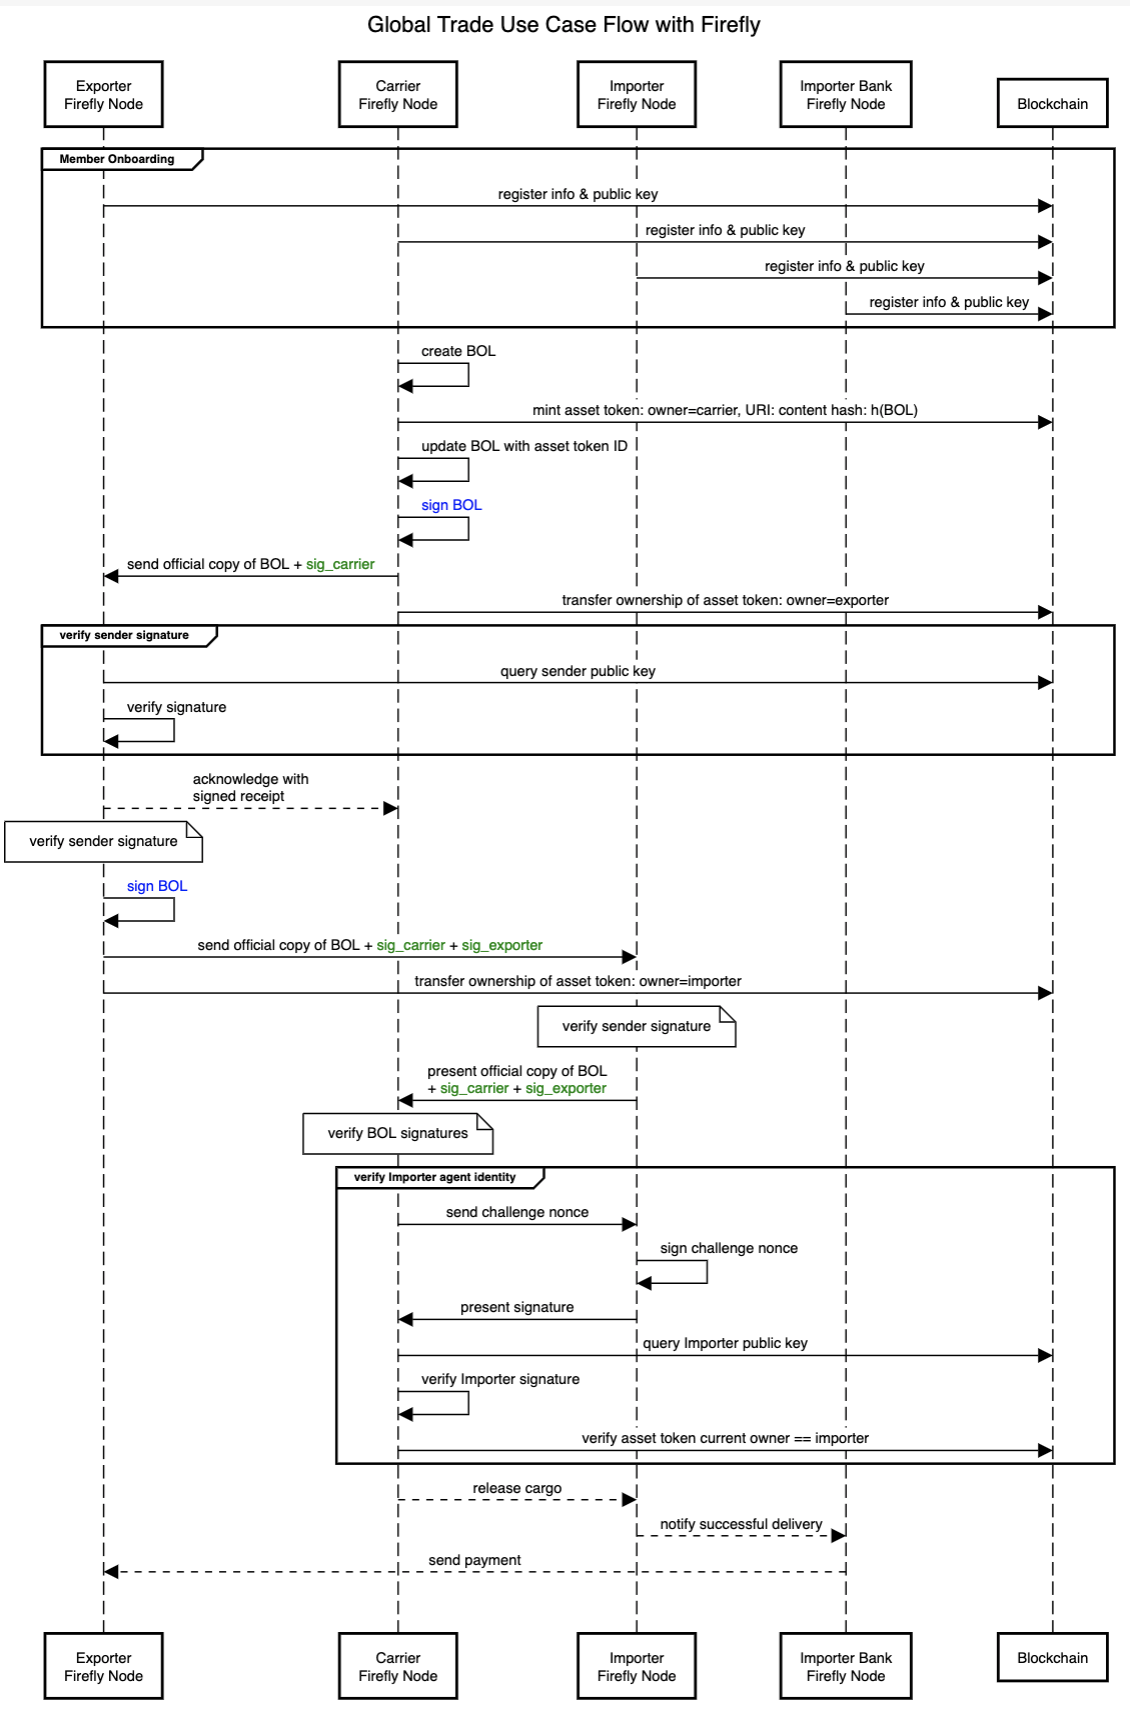 Global Trade Use Case Flow with Firefly
Exporter
Firefly Node
Carrier
Firefly Node
Importer
Firefly Node
Importer Bank
Firefly Node
Blockchain
Member Onboarding
register info & public key
register info & public key
register info & public key
register info & public key
create BOL
mint asset token: owner=carrier, URI: content hash: h(BOL)
update BOL with asset token ID
sign BOL
send official copy of BOL + sig_carrier
transfer ownership of asset token: owner=exporter
verify sender signature
query sender public key
verify signature
acknowledge with
signed receipt
verify sender signature
sign BOL
send official copy of BOL + sig_carrier + sig_exporter
transfer ownership of asset token: owner=importer
verify sender signature
present official copy of BOL
+ sig_carrier + sig_exporter
verify BOL signatures
verify Importer agent identity
send challenge nonce
sign challenge nonce
present signature
query Importer public key
verify Importer signature
verify asset token current owner == importer
release cargo
notify successful delivery
send payment
Exporter
Firefly Node
Carrier
Firefly Node
Importer
Firefly Node
Importer Bank
Firefly Node
Blockchain